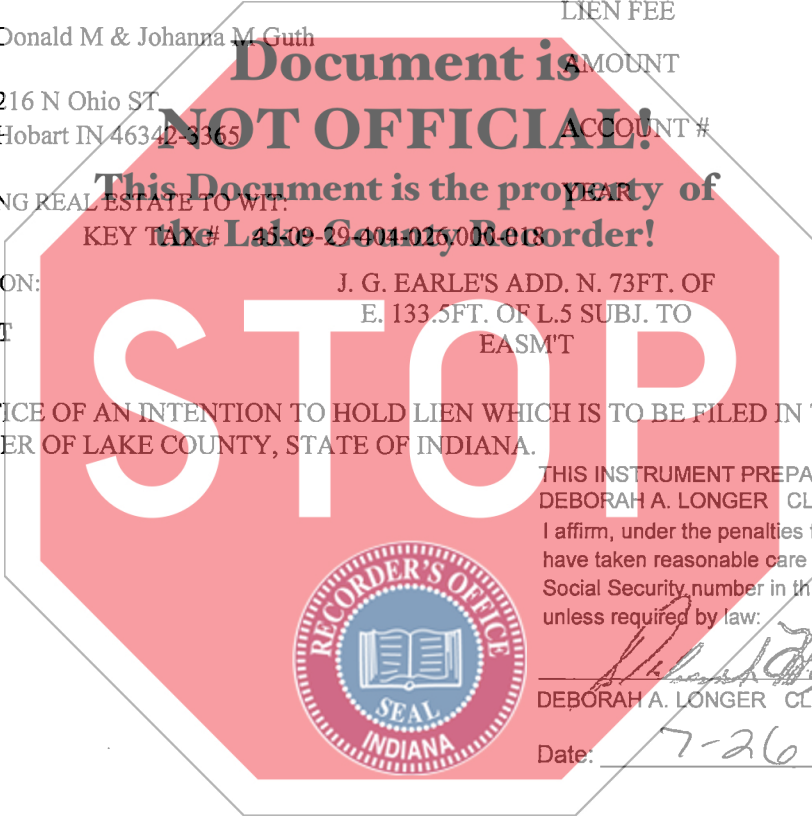 LIEN FEE
Donald M & Johanna M Guth
Document is
AMOUNT
216 N Ohio ST
Hobart IN 46342-3365
NOT OFFICIAL!
ACCOUNT #
This Document is the property of
NG REAL ESTATE TO WIT:
YEAR
the Lake County Recorder!
KEY TAX # 45-09-29-404-026.000-018
ON:
J. G. EARLE'S ADD. N. 73FT. OF
E. 133.5FT. OF L.5 SUBJ. TO
EASM'T
STOP
ICE OF AN INTENTION TO HOLD LIEN WHICH IS TO BE FILED IN
ER OF LAKE COUNTY, STATE OF INDIANA.
THIS INSTRUMENT PREPA
DEBORAH A. LONGER CL
I affirm, under the penalties
have taken reasonable care
Social Security number in th
unless required by law:
RECORDER'S OFFICE
SEAL
INDIANA
DEBORAH A. LONGER CL
Date: 7-26